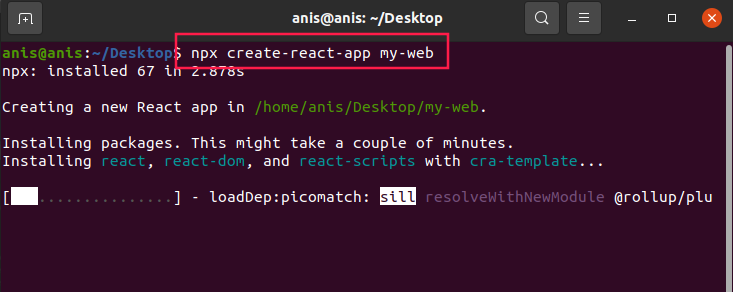 anis@anis: ~/Desktop
anis@anis:~/Desktop$ npx create-react-app my-web
npx: installed 67 in 2.878s
Creating a new React app in /home/anis/Desktop/my-web.
Installing packages. This might take a couple of minutes.
Installing react, react-dom, and react-scripts with cra-template...
[ ...............] - loadDep:picomatch: sill resolveWithNewModule @rollup/plu